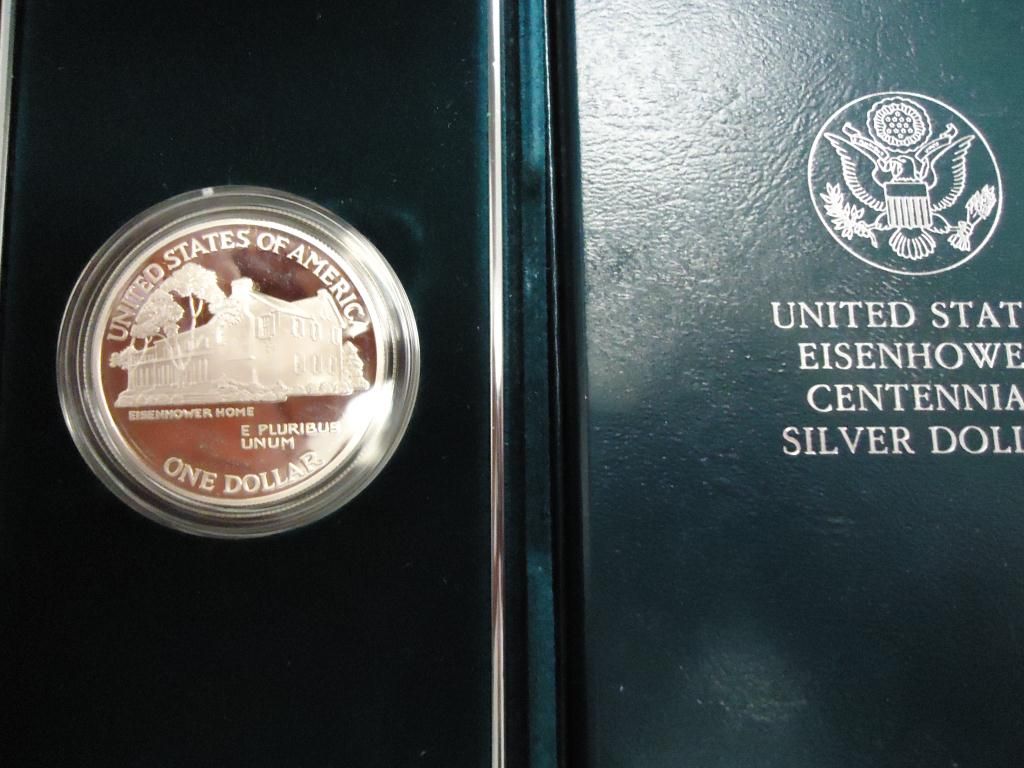 UNITED STATES OF AMERICA
EISENHOWER HOME
E PLURIBUS
UNUM
ONE DOLLAR
UNITED STAT
EISENHOWE
CENTENNIA
SILVER DOLL